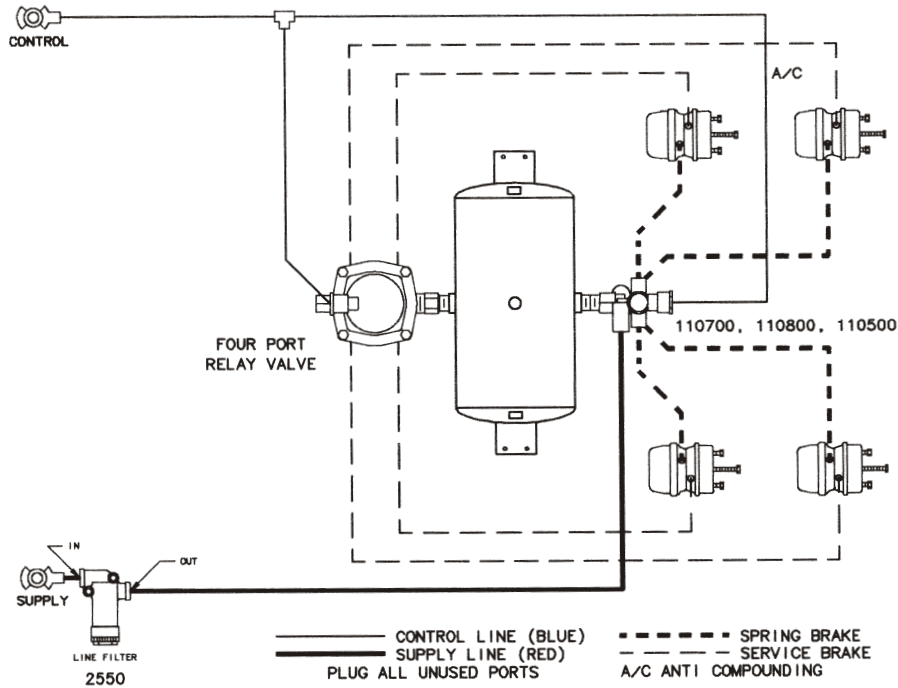 CONTROL
A/C
110700, 110800, 110500
FOUR PORT
RELAY VALVE
IN
OUT
SUPPLY
LINE FILTER
2550
CONTROL LINE (BLUE)
SUPPLY LINE (RED)
PLUG ALL UNUSED PORTS
SPRING BRAKE
SERVICE BRAKE
A/C ANTI COMPOUNDING